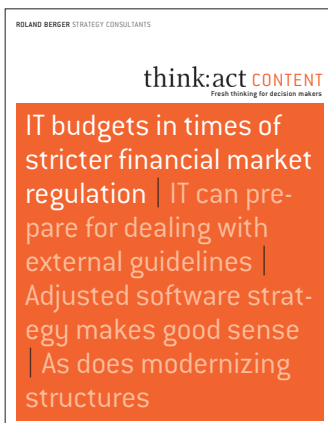 ROLAND BERGER STRATEGY CONSULTANTS
think:act CONTENT
Fresh thinking for decision makers
IT budgets in times of
stricter financial market
regulation | IT can pre-
pare for dealing with
external guidelines |
Adjusted software strat-
egy makes good sense
| As does modernizing
structures